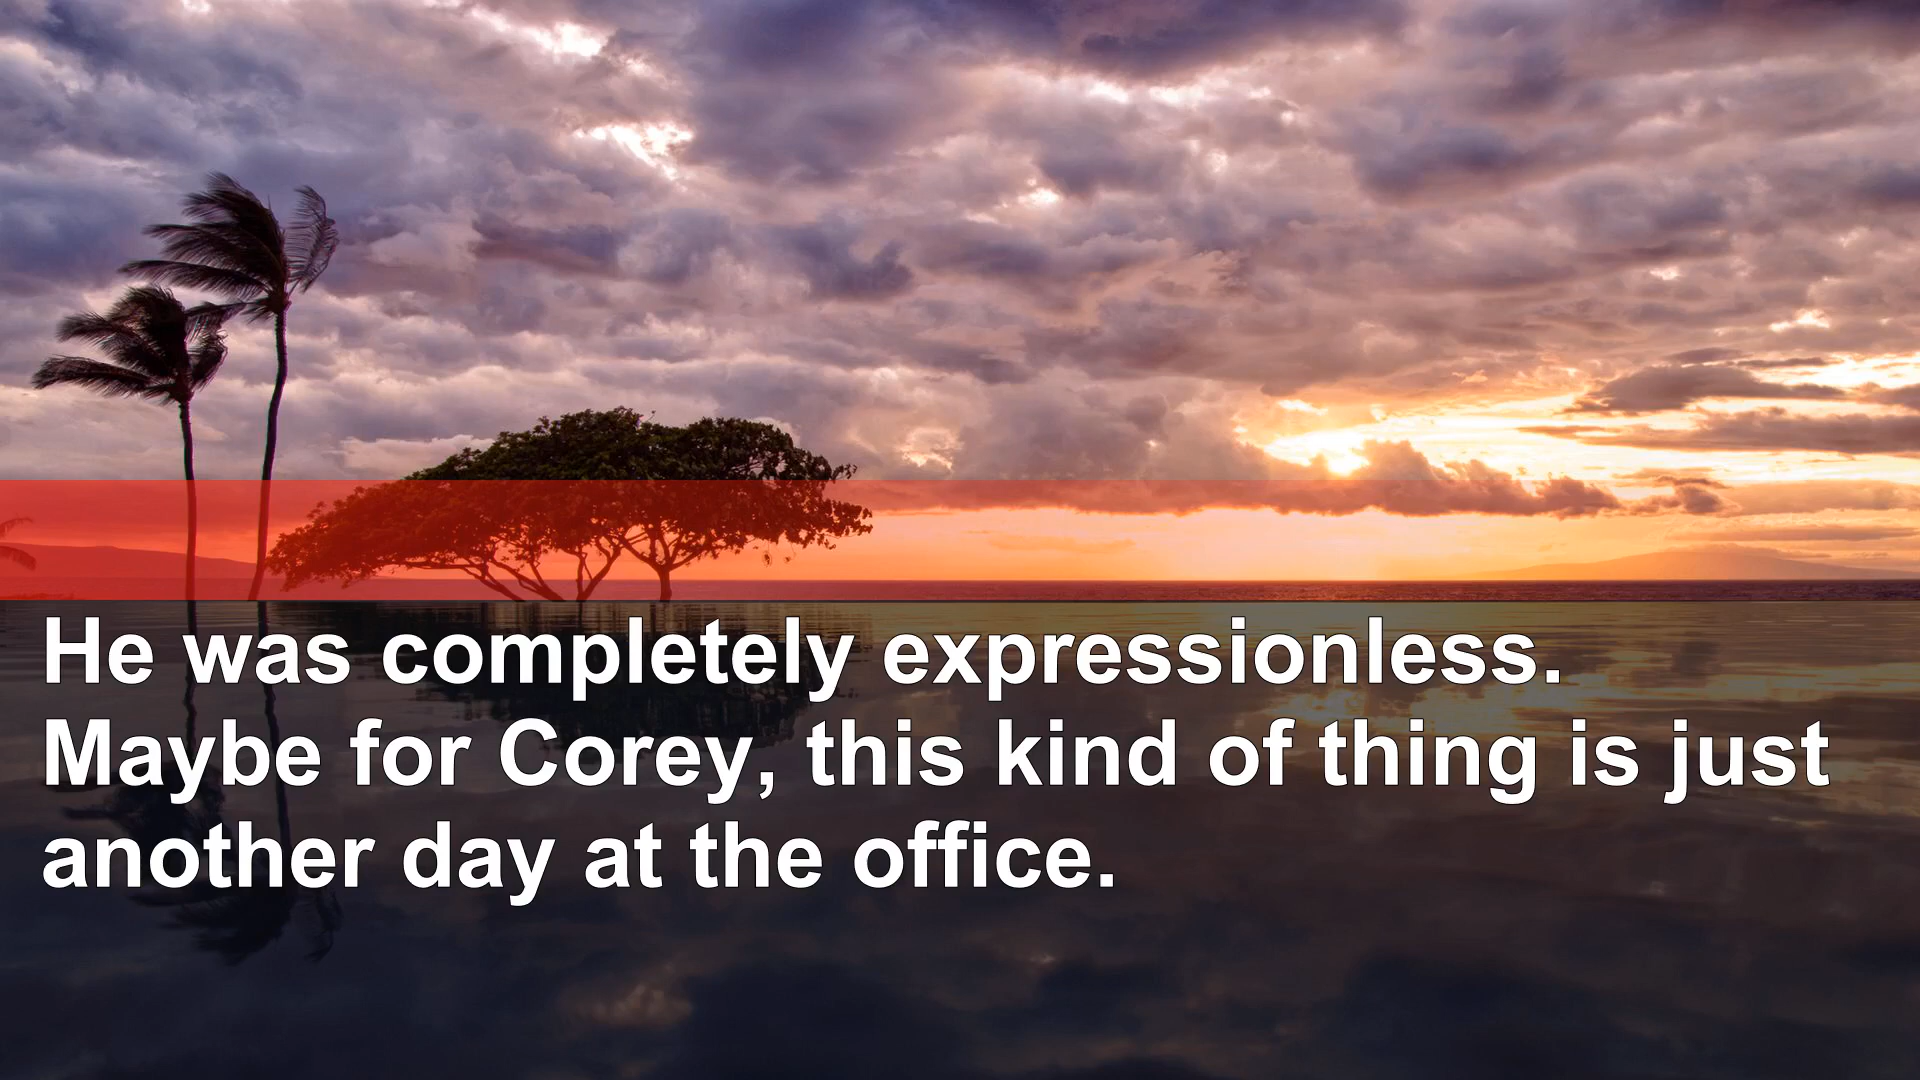 He was completely expressionless.
Maybe for Corey, this kind of thing is just
another day at the office.